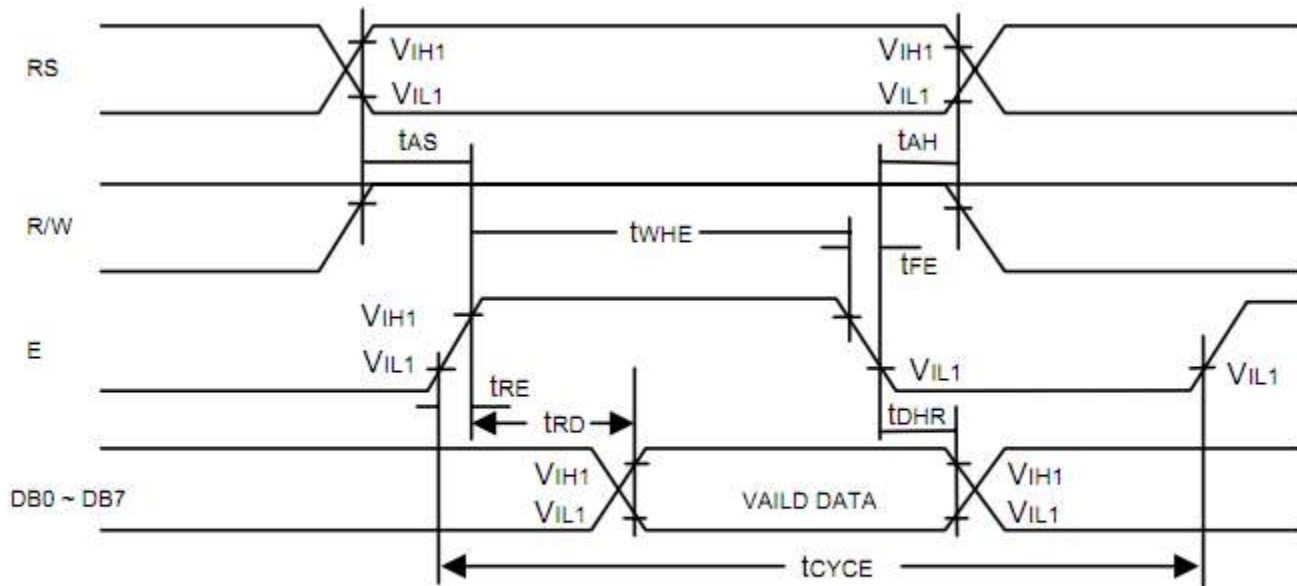 RS
VIH1
VIL1
VIH1
VIL1
tAS
tAH
R/W
tWHE
tFE
E
VIH1
VIL1
VIL1
VIL1
tRE
tRD
tDHR
DB0 ~ DB7
VIH1
VIL1
VAILD DATA
VIH1
VIL1
tCYCE